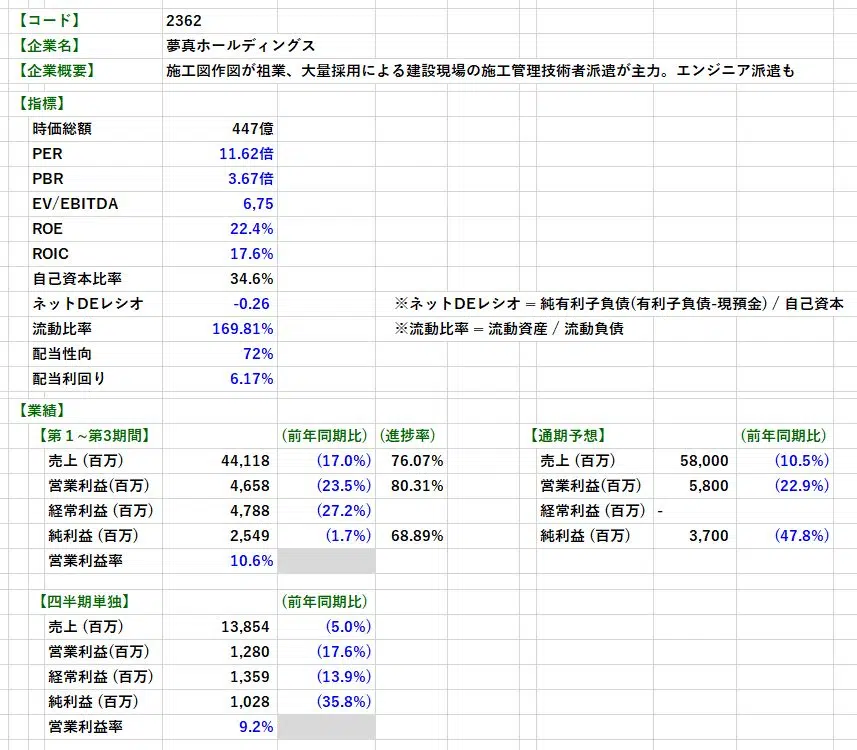 【コード】 2362
【企業名】 夢真ホールディングス
【企業概要】 施工図作図が祖業、大量採用による建設現場の施工管理技術者派遣が主力。エンジニア派遣も
【指標】
時価総額 447億
PER 11.62倍
PBR 3.67倍
EV/EBITDA 6,75
ROE 22.4%
ROIC 17.6%
自己資本比率 34.6%
ネットDEレシオ -0.26 ※ネットDEレシオ = 純有利子負債(有利子負債-現預金) / 自己資本
流動比率 169.81% ※流動比率 = 流動資産 / 流動負債
配当性向 72%
配当利回り 6.17%
【業績】
【第１~第3期間】 (前年同期比) (進捗率) 【通期予想】 (前年同期比)
売上 (百万) 44,118 (17.0%) 76.07% 売上 (百万) 58,000 (10.5%)
営業利益(百万) 4,658 (23.5%) 80.31% 営業利益(百万) 5,800 (22.9%)
経常利益 (百万) 4,788 (27.2%) 経常利益 (百万) -
純利益 (百万) 2,549 (1.7%) 68.89% 純利益 (百万) 3,700 (47.8%)
営業利益率 10.6%
【四半期単独】 (前年同期比)
売上 (百万) 13,854 (5.0%)
営業利益(百万) 1,280 (17.6%)
経常利益 (百万) 1,359 (13.9%)
純利益 (百万) 1,028 (35.8%)
営業利益率 9.2%